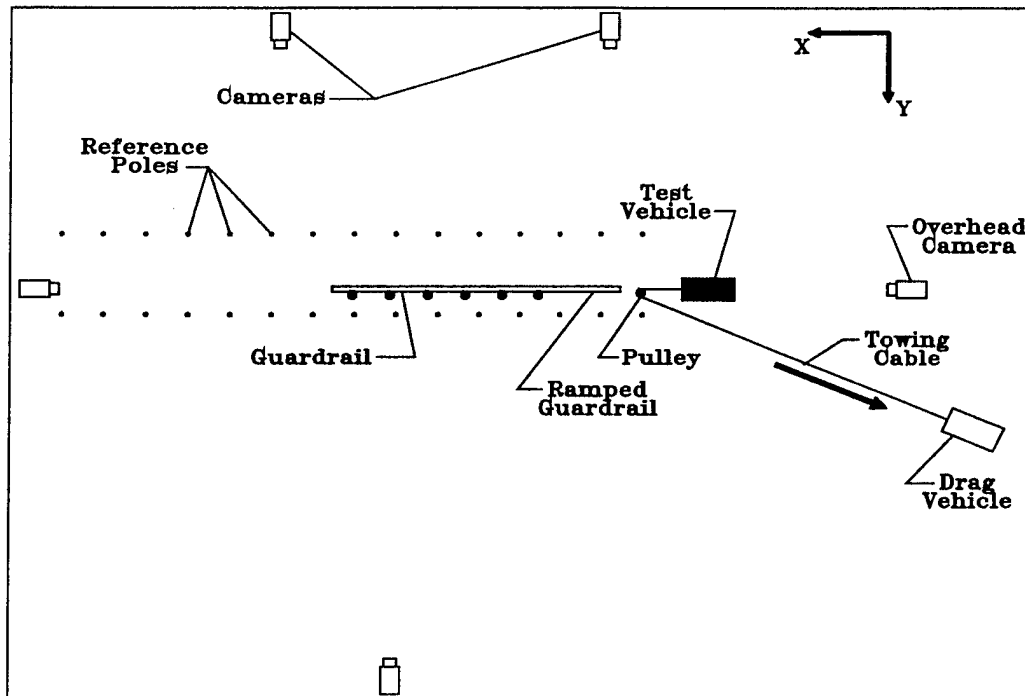 X
Y
Cameras
Reference
Poles
Test
Vehicle
Overhead
Camera
Guardrail
Pulley
Towing
Cable
Ramped
Guardrail
Drag
Vehicle